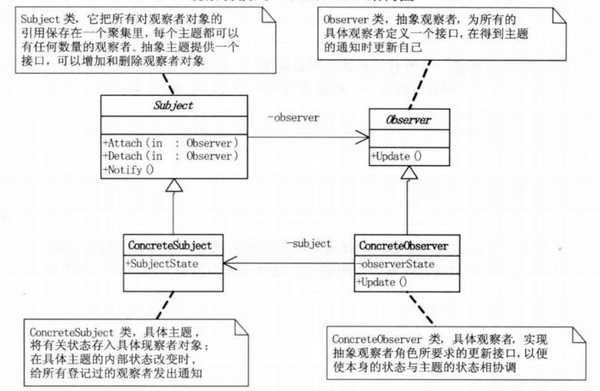 Subject 类，它把所有对观察者对象的
引用保存在一个聚集里，每个主题都可以
有任何数量的观察者。抽象主题提供一个
接口，可以增加和删除观察者对象
Observer 类，抽象观察者，为所有的
具体观察者定义一个接口，在得到主题
的通知时更新自己
Subject
+Attach(in : Observer)
+Detach(in : Observer)
+Notify()
-observer
Observer
+Update()
ConcreteSubject
+SubjectState
-subject
ConcreteObserver
-observerState
+Update()
ConcreteSubject 类，具体主题，
将有关状态存入具体现察者对象；
在具体主题的内部状态改变时，
给所有登记过的观察者发出通知
ConcreteObserver 类，具体观察者，实现
抽象观察者角色所要求的更新接口，以便
使本身的状态与主题的状态相协调